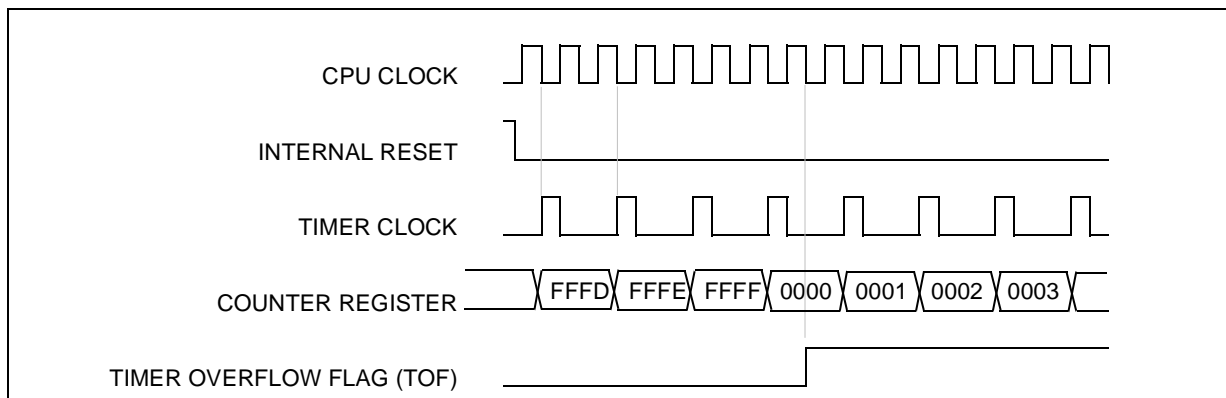 CPU CLOCK
INTERNAL RESET
TIMER CLOCK
COUNTER REGISTER FFFD FFFE FFFF 0000 0001 0002 0003
TIMER OVERFLOW FLAG (TOF)